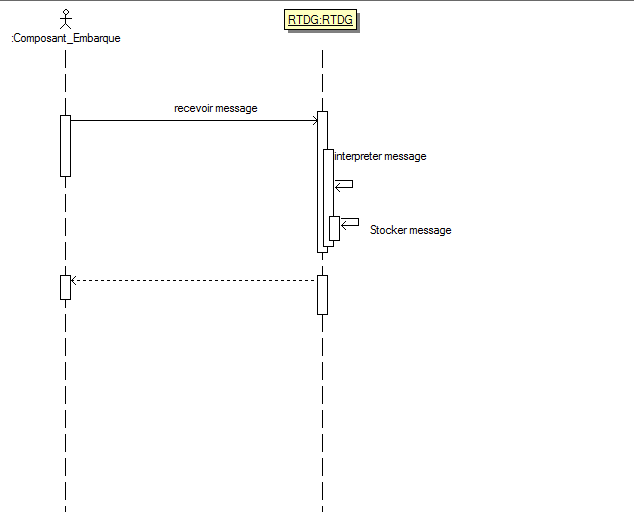 RTDG:RTDG
:Composant_Embarque
recevoir message
interpreter message
Stocker message